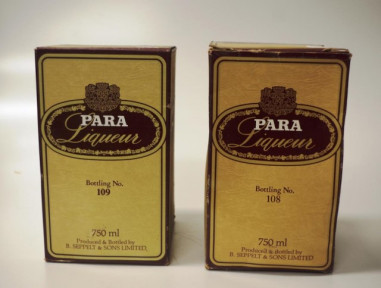 PARA
Liqueur
Bottling No.
109
750 ml
Produced & Bottled by
B. SEPPELT & SONS LIMITED.
PARA
Liqueur
Bottling No.
108
750 ml
Produced & Bottled by
B. SEPPELT & SONS LIMITED.